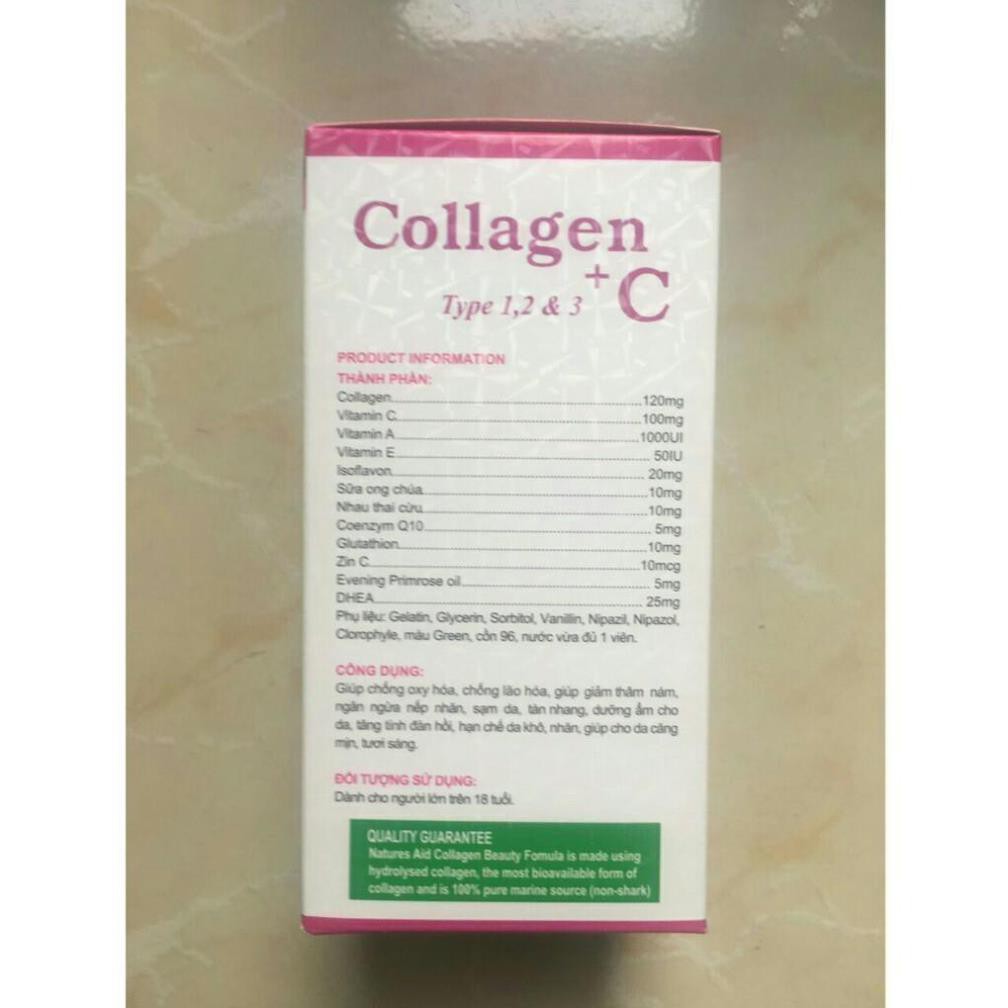 Collagen
+ C
Type 1,2 & 3
PRODUCT INFORMATION
THÀNH PHẦN:
Collagen 120mg
Vitamin C 100mg
Vitamin A 1000UI
Vitamin E 50IU
Isoflavon 20mg
Sữa ong chúa 10mg
Nhau thai cừu 10mg
Coenzym Q10 5mg
Glutathion 10mg
Zin C 10mcg
Evening Primrose oil 5mg
DHEA 25mg
Phụ liệu: Gelatin, Glycerin, Sorbitol, Vanillin, Nipazil, Nipazol,
Clorophyle, màu Green, cồn 96, nước vừa đủ 1 viên.
CÔNG DỤNG:
Giúp chống oxy hóa, chống lão hóa, giúp giảm thâm nám,
ngăn ngừa nếp nhăn, sạm da, tàn nhang, dưỡng ẩm cho
da, tăng tính đàn hồi, hạn chế da khô, nhăn, giúp cho da căng
mịn, tươi sáng.
ĐỐI TƯỢNG SỬ DỤNG:
Dành cho người lớn trên 18 tuổi.
QUALITY GUARANTEE
Natures Aid Collagen Beauty Fomula is made using
hydrolysed collagen, the most bioavailable form of
collagen and is 100% pure marine source (non-shark)